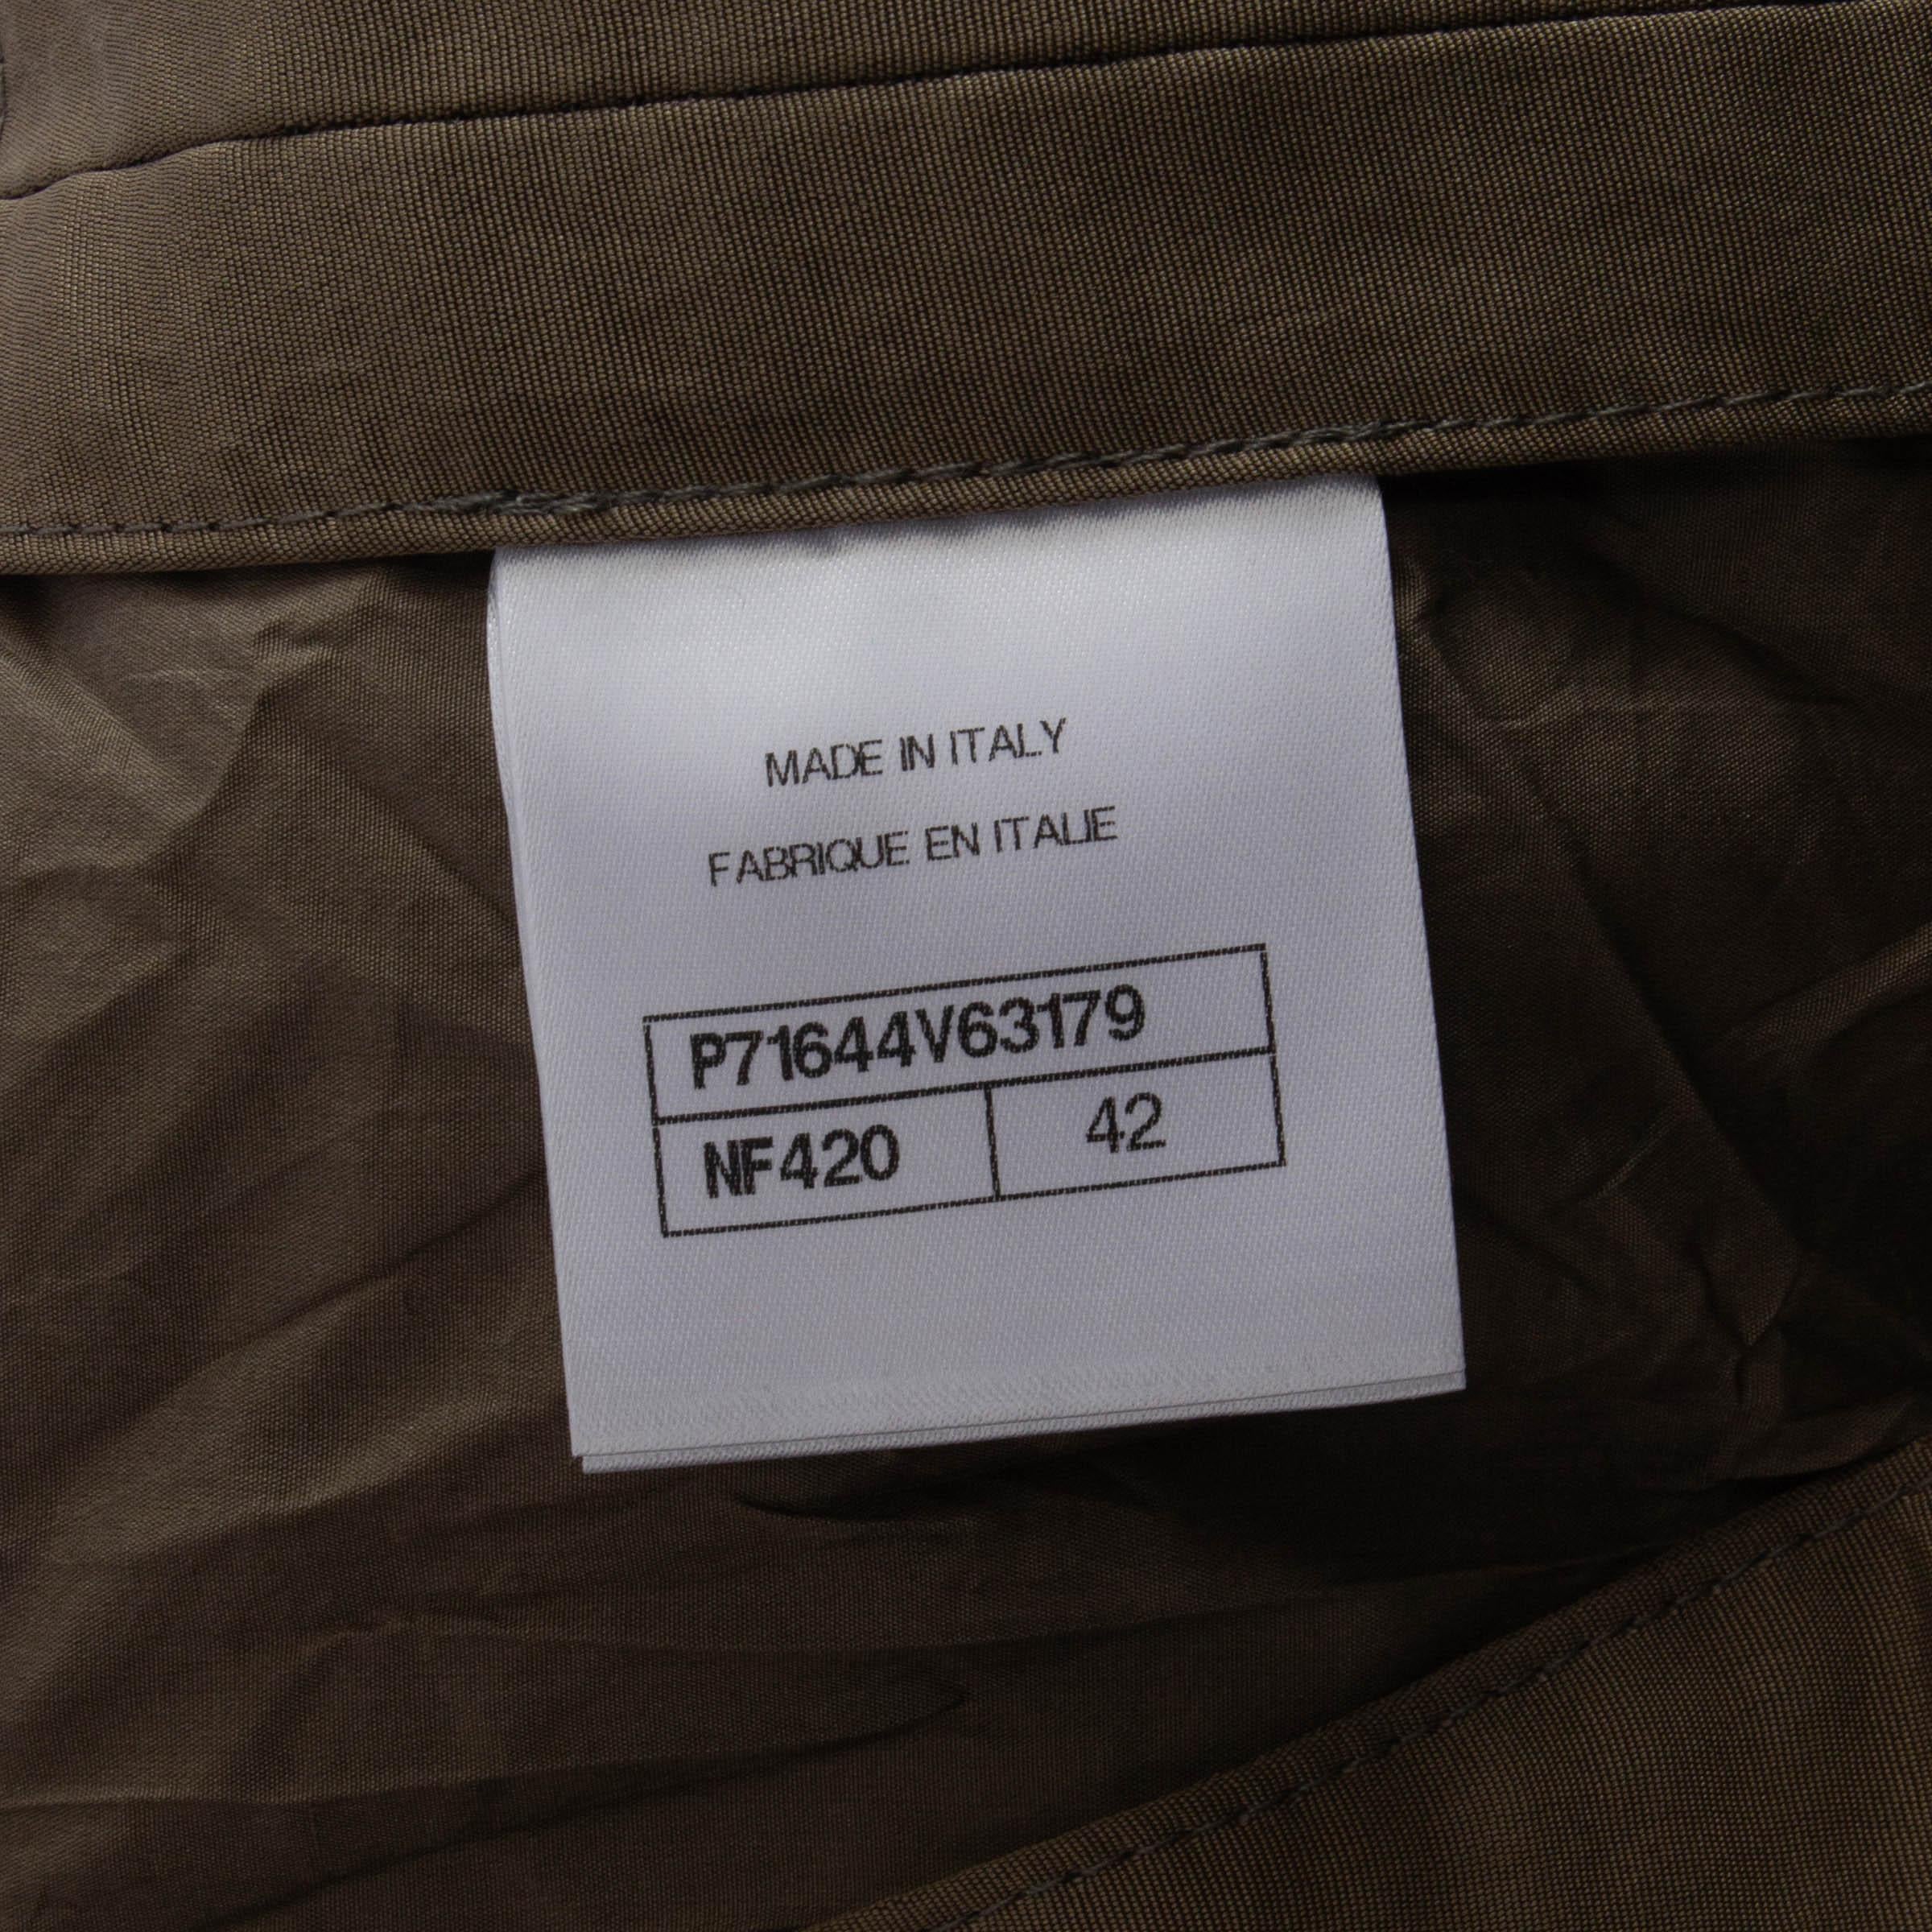 MADE IN ITALY
FABRIQUE EN ITALIE
P71644V63179
NF420 42